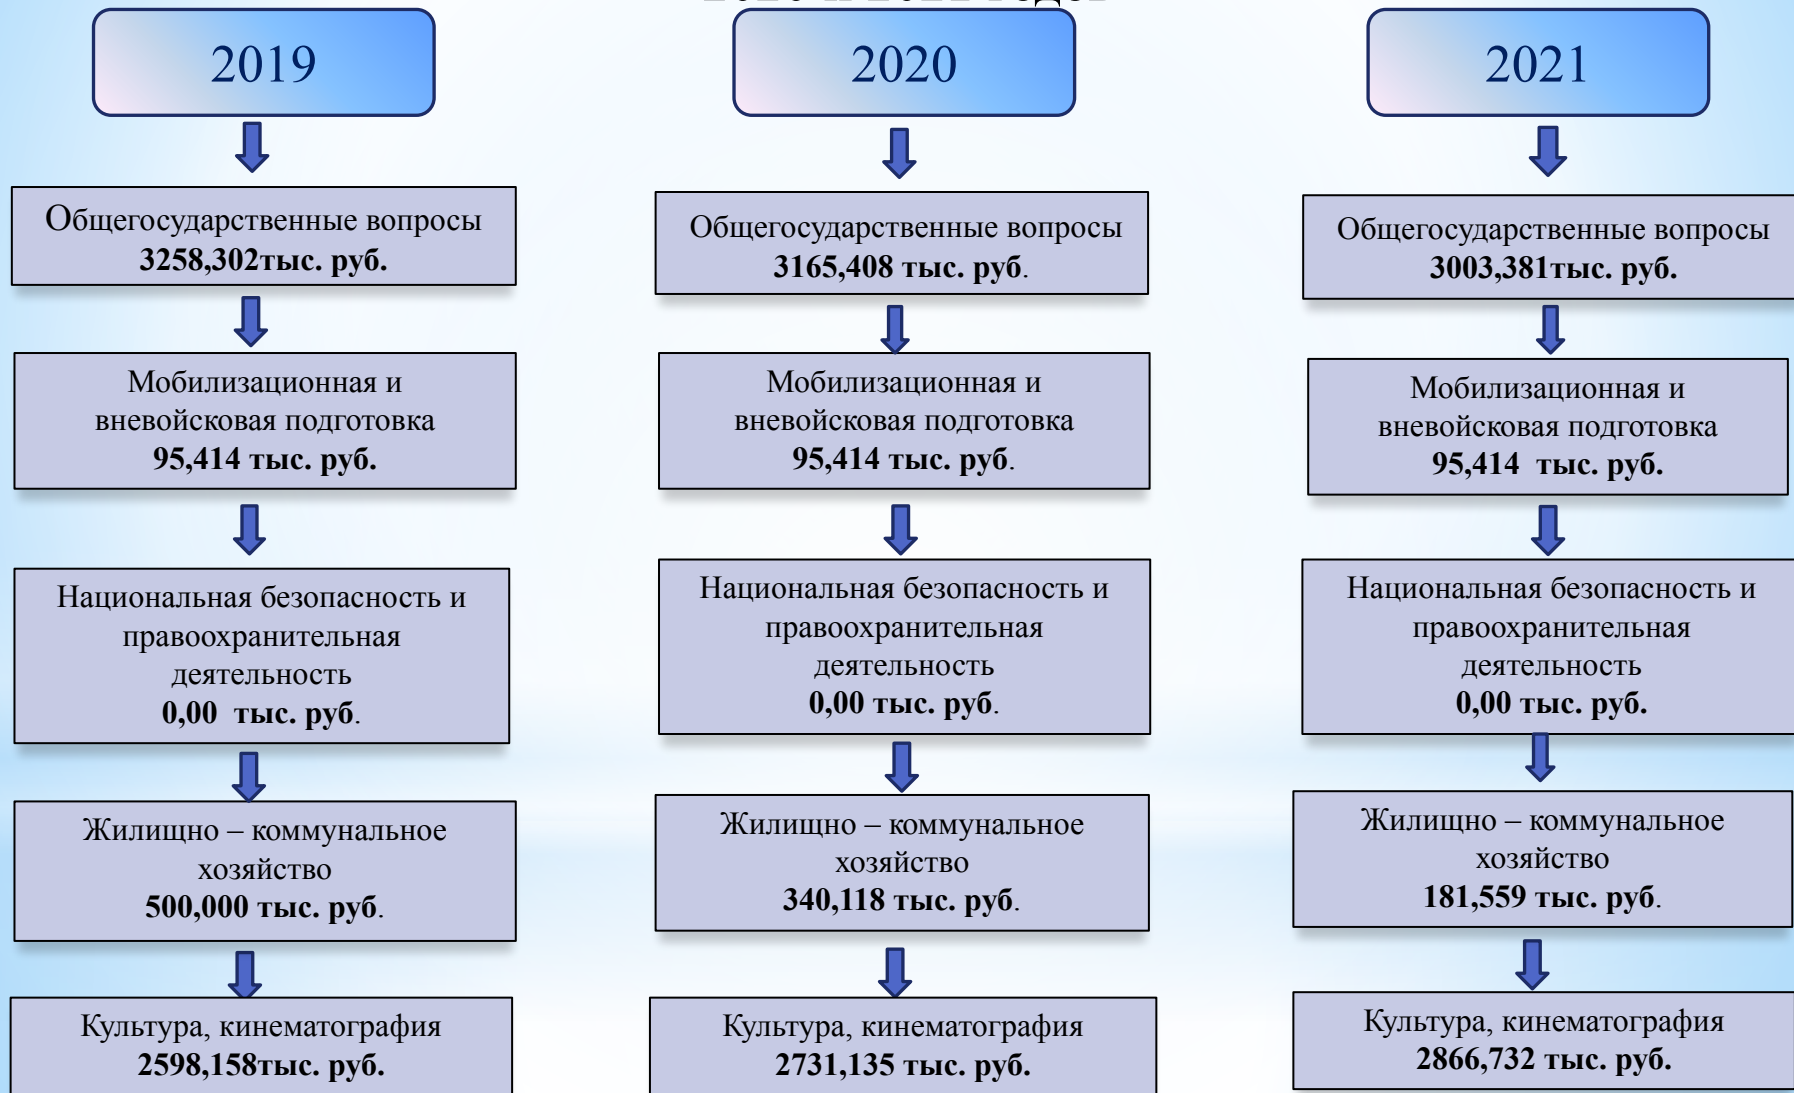 2019
Общегосударственные вопросы
3258,302тыс. руб.
Мобилизационная и
вневойсковая подготовка
95,414 тыс. руб.
Национальная безопасность и
правоохранительная
деятельность
0,00  тыс. руб.
Жилищно – коммунальное
хозяйство
500,000 тыс. руб.
Культура, кинематография
2598,158тыс. руб.
2020
Общегосударственные вопросы
3165,408 тыс. руб.
Мобилизационная и
вневойсковая подготовка
95,414 тыс. руб.
Национальная безопасность и
правоохранительная
деятельность
0,00 тыс. руб.
Жилищно – коммунальное
хозяйство
340,118 тыс. руб.
Культура, кинематография
2731,135 тыс. руб.
2021
Общегосударственные вопросы
3003,381тыс. руб.
Мобилизационная и
вневойсковая подготовка
95,414  тыс. руб.
Национальная безопасность и
правоохранительная
деятельность
0,00 тыс. руб.
Жилищно – коммунальное
хозяйство
181,559 тыс. руб.
Культура, кинематография
2866,732 тыс. руб.